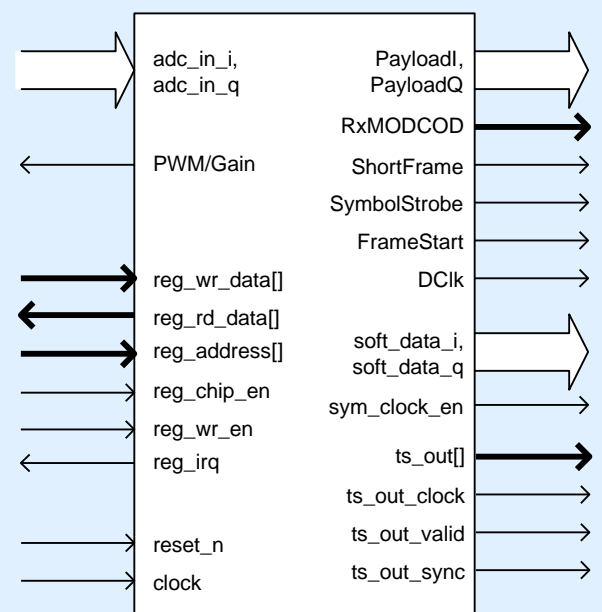 adc_in_i,
adc_in_q
PWM/Gain
reg_wr_data[]
reg_rd_data[]
reg_address[]
reg_chip_en
reg_wr_en
reg_irq
reset_n
clock
PayloadI,
PayloadQ
RxMODCOD
ShortFrame
SymbolStrobe
FrameStart
DClk
soft_data_i,
soft_data_q
sym_clock_en
ts_out[]
ts_out_clock
ts_out_valid
ts_out_sync